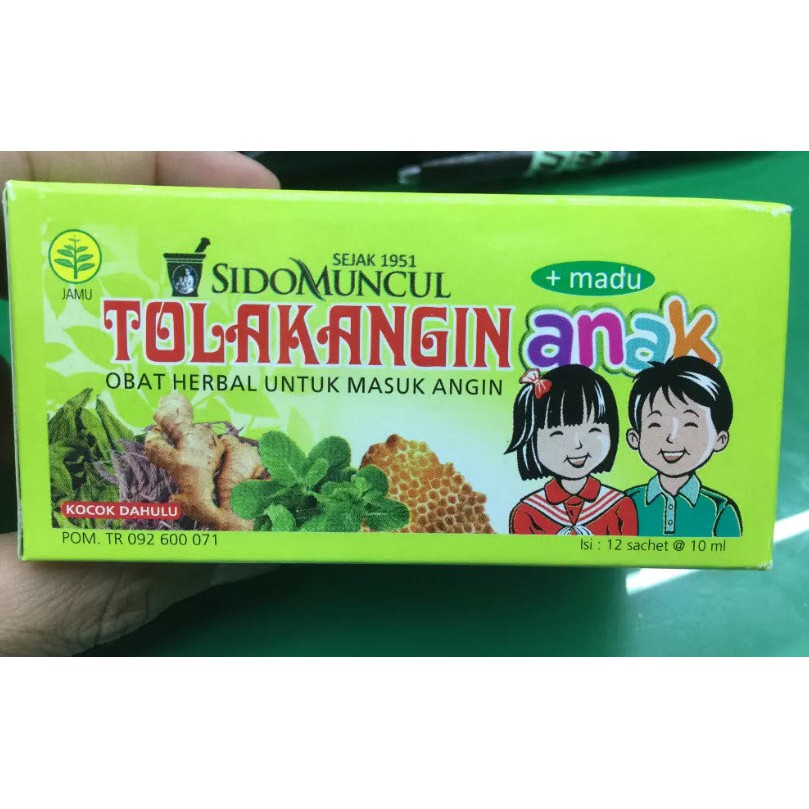 SEJAK 1951
SIDOMUNCUL
+ madu
JAMU
TOLAKANGIN anak
OBAT HERBAL UNTUK MASUK ANGIN
KOCOK DAHULU
POM. TR 092 600 071
Isi : 12 sachet @ 10 ml